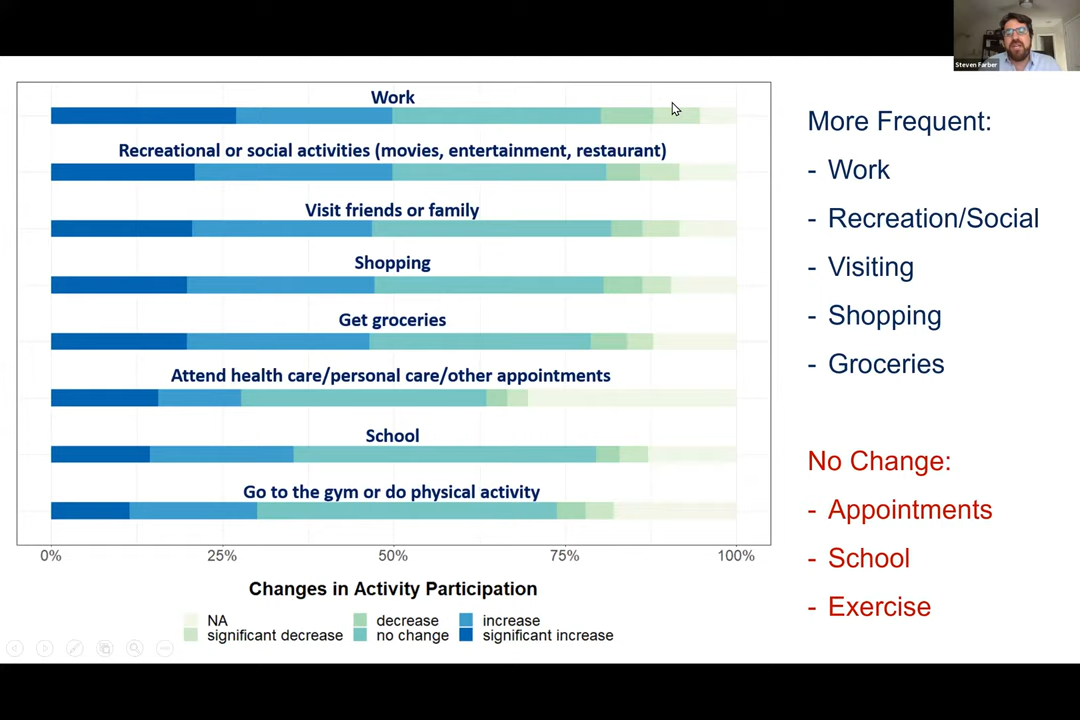 Steven Farber
Work
Recreational or social activities (movies, entertainment, restaurant)
Visit friends or family
Shopping
Get groceries
Attend health care/personal care/other appointments
School
Go to the gym or do physical activity
0%
25%
50%
75%
100%
Changes in Activity Participation
NA
decrease
increase
significant decrease
no change
significant increase
More Frequent:
- Work
- Recreation/Social
- Visiting
- Shopping
- Groceries
No Change:
- Appointments
- School
- Exercise